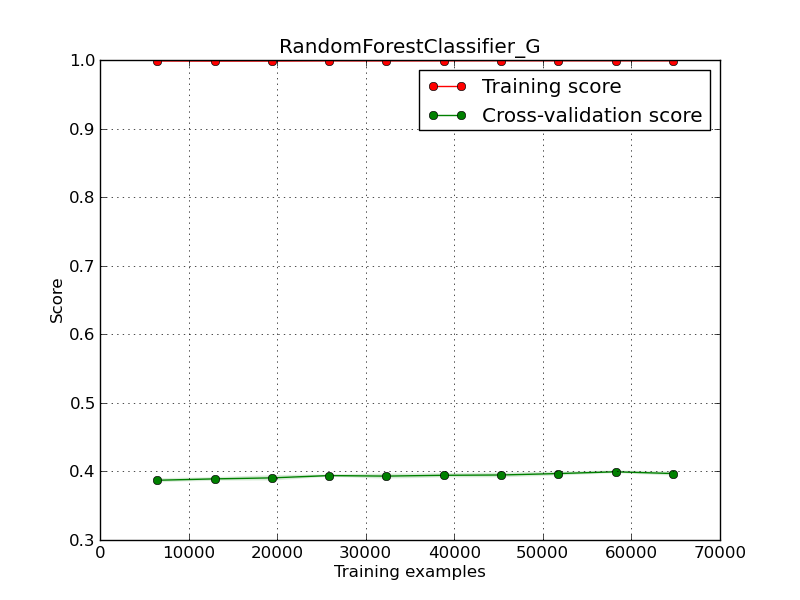 RandomForestClassifier_G
1.0
0.9
0.8
0.7
0.6
0.5
0.4
0.3
Score
Training score
Cross-validation score
0 10000 20000 30000 40000 50000 60000 70000
Training examples